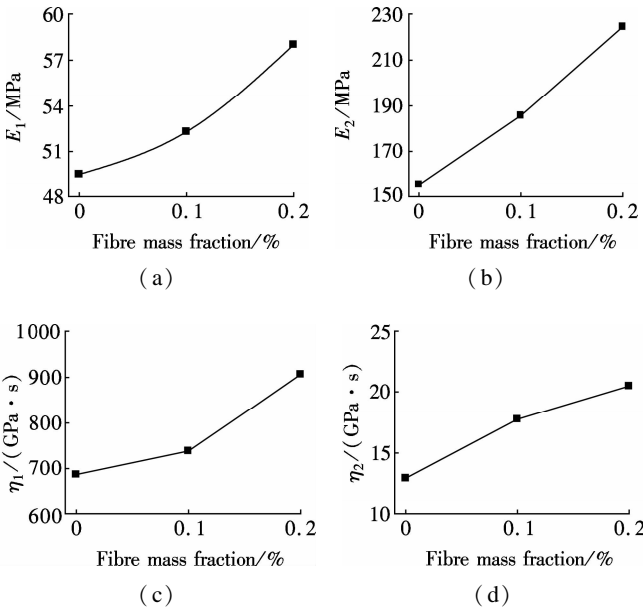 60
57
54
51
48
E1/MPa
0 0.1 0.2
Fibre mass fraction/%
(a)
230
210
190
170
150
E2/MPa
0 0.1 0.2
Fibre mass fraction/%
(b)
1000
900
800
700
600
η1/(GPa·s)
0 0.1 0.2
Fibre mass fraction/%
(c)
25
20
15
10
η2/(GPa·s)
0 0.1 0.2
Fibre mass fraction/%
(d)